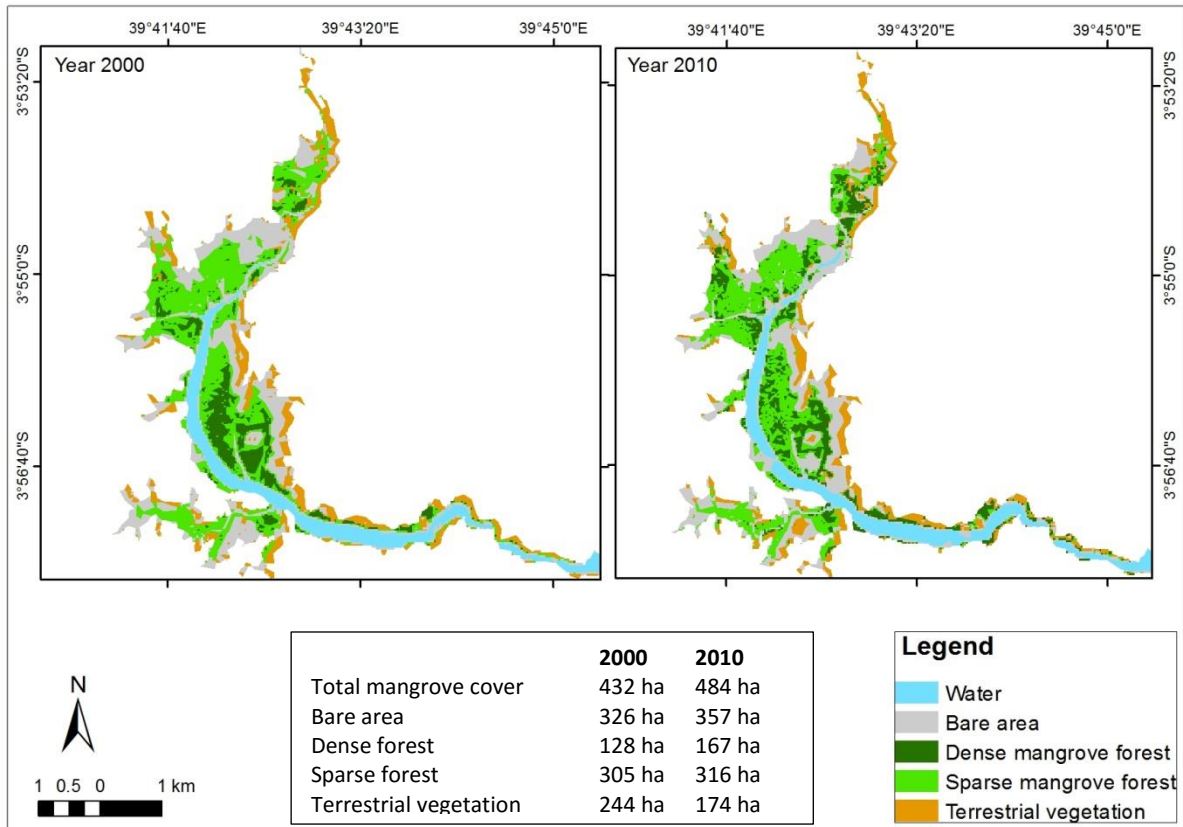 39°41'40"E 39°43'20"E 39°45'0"E
39°41'40"E 39°43'20"E 39°45'0"E
Year 2000
Year 2010
3°53'20"S
3°55'0"S
3°56'40"S
3°53'20"S
3°55'0"S
3°56'40"S
N
1 0.5 0 1 km
2000 2010
Total mangrove cover 432 ha 484 ha
Bare area 326 ha 357 ha
Dense forest 128 ha 167 ha
Sparse forest 305 ha 316 ha
Terrestrial vegetation 244 ha 174 ha
Legend
Water
Bare area
Dense mangrove forest
Sparse mangrove forest
Terrestrial vegetation